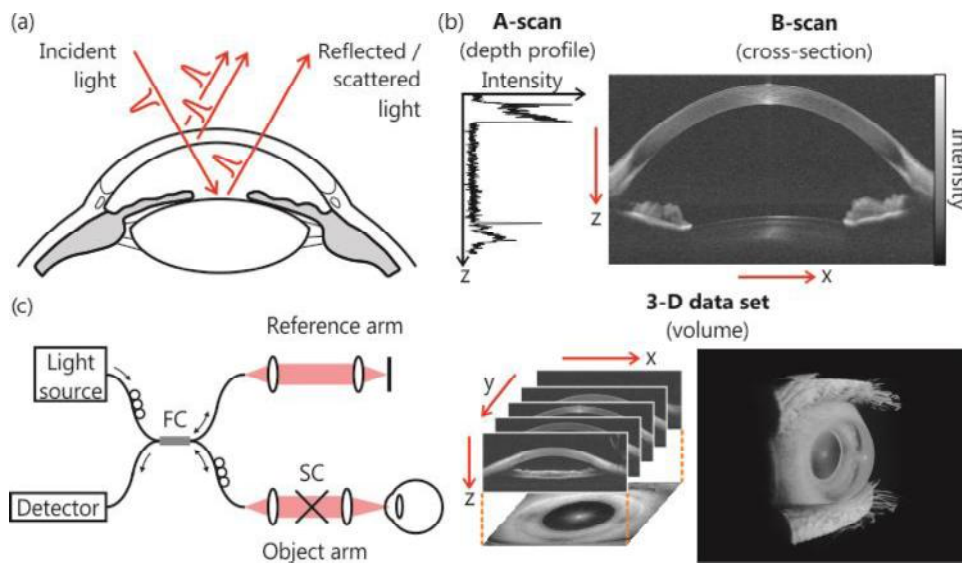 (a)
Incident
light
Reflected /
scattered
light
(b)
A-scan
(depth profile)
Intensity
z
B-scan
(cross-section)
z
x
Intensity
(c)
Light
source
FC
Detector
Reference arm
SC
Object arm
3-D data set
(volume)
x
y
z